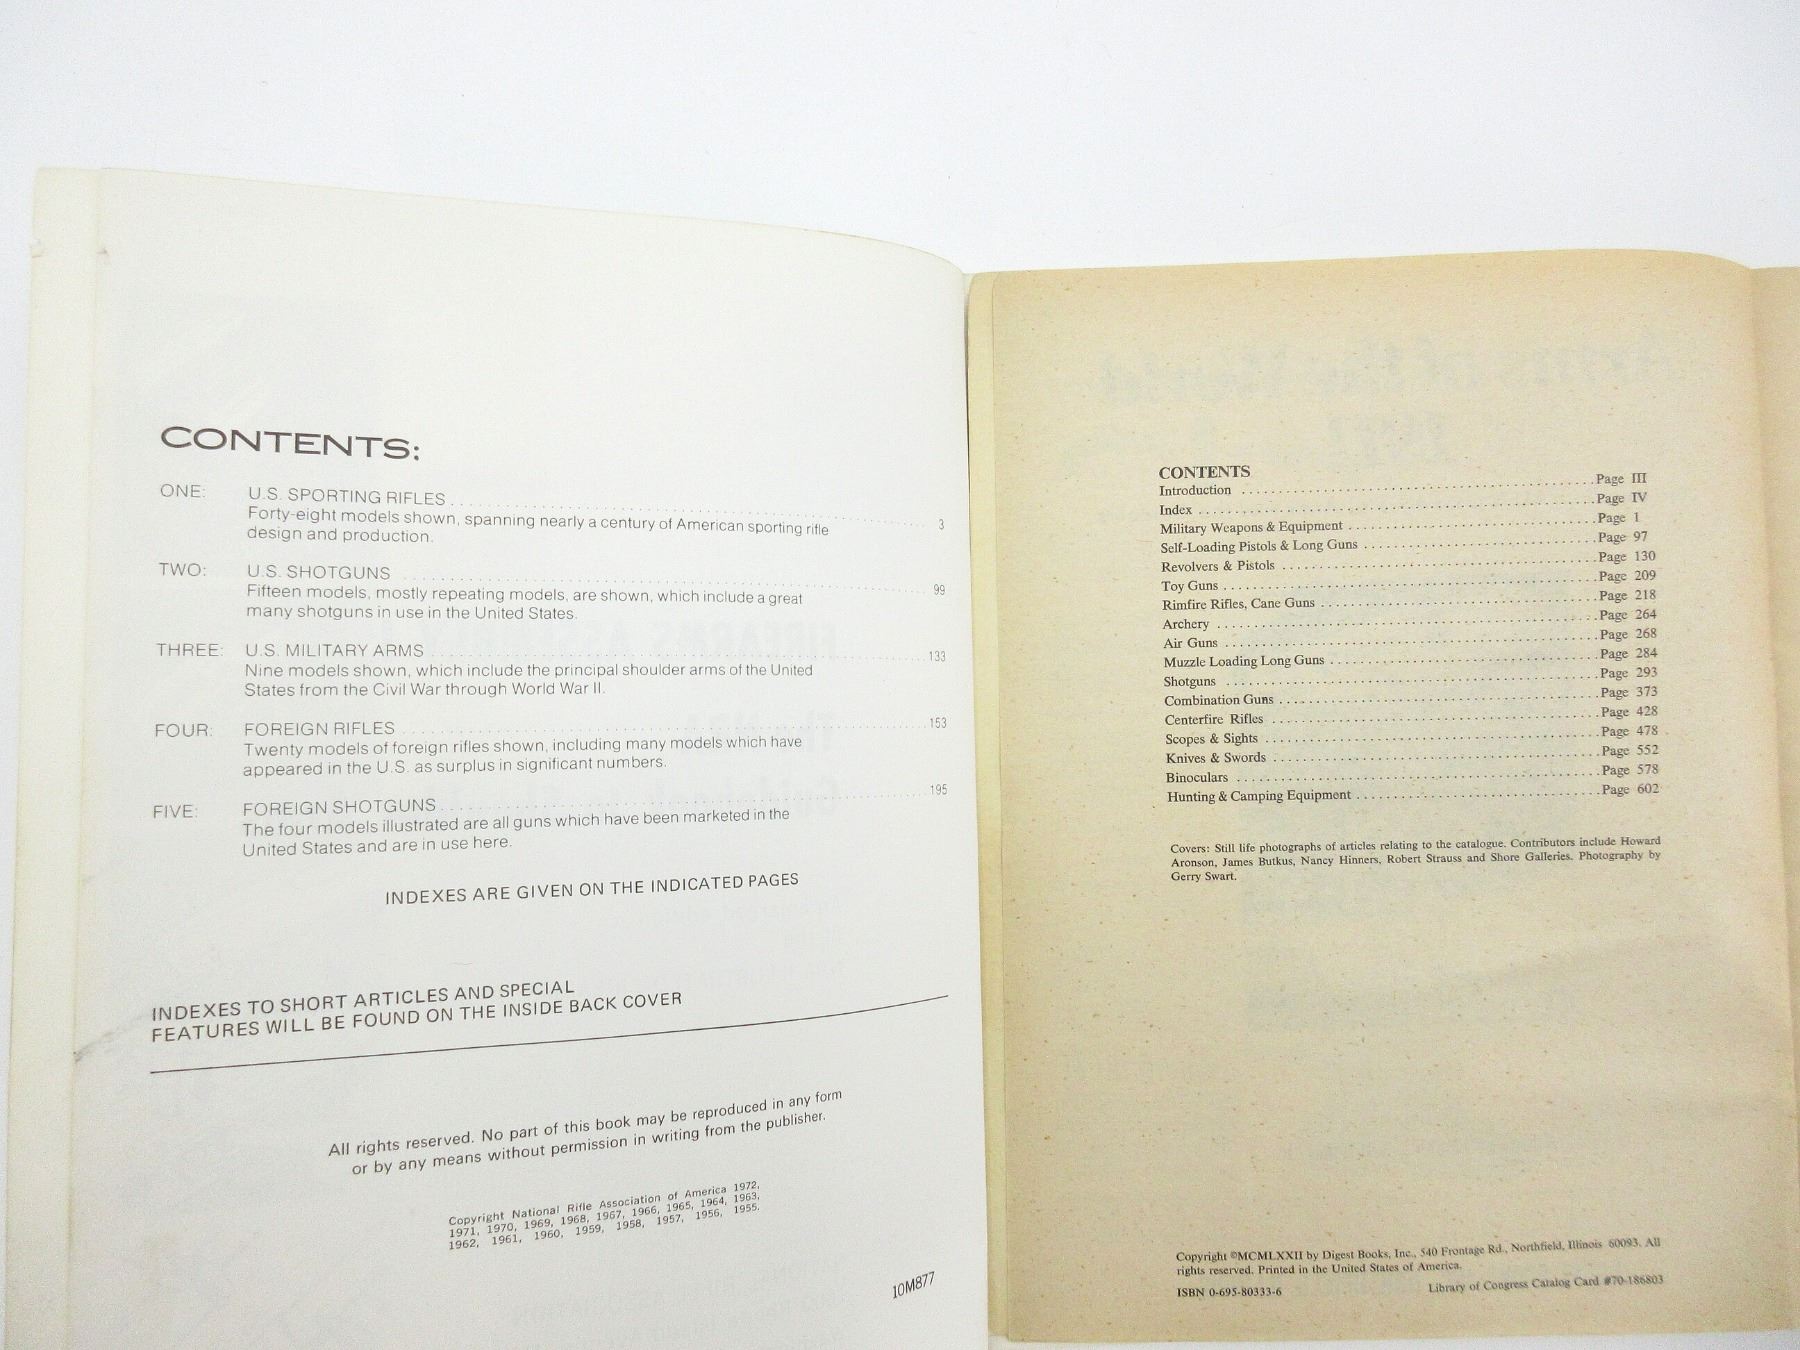 CONTENTS:
ONE: U.S. SPORTING RIFLES . . . . . . . . . . 3
Forty-eight models shown, spanning nearly a century of American sporting rifle
design and production.
TWO: U.S. SHOTGUNS . . . . . . . . . . 99
Fifteen models, mostly repeating models, are shown, which include a great
many shotguns in use in the United States.
THREE: U.S. MILITARY ARMS . . . . . . . . . . 133
Nine models shown, which include the principal shoulder arms of the United
States from the Civil War through World War II.
FOUR: FOREIGN RIFLES . . . . . . . . . . 153
Twenty models of foreign rifles shown, including many models which have
appeared in the U.S. as surplus in significant numbers.
FIVE: FOREIGN SHOTGUNS . . . . . . . . . . 195
The four models illustrated are all guns which have been marketed in the
United States and are in use here.
INDEXES ARE GIVEN ON THE INDICATED PAGES
INDEXES TO SHORT ARTICLES AND SPECIAL
FEATURES WILL BE FOUND ON THE INSIDE BACK COVER
All rights reserved. No part of this book may be reproduced in any form
or by any means without permission in writing from the publisher.
Copyright National Rifle Association of America 1972,
1971, 1970, 1969, 1968, 1967, 1966, 1965, 1964, 1963,
1962, 1961, 1960, 1959, 1958, 1957, 1956, 1955.
10M877
CONTENTS
Introduction . . . . . . . . . . Page III
Index . . . . . . . . . . Page IV
Military Weapons & Equipment . . . . . . . . . . Page 1
Self-Loading Pistols & Long Guns . . . . . . . . . . Page 97
Revolvers & Pistols . . . . . . . . . . Page 130
Toy Guns . . . . . . . . . . Page 209
Rimfire Rifles, Cane Guns . . . . . . . . . . Page 218
Archery . . . . . . . . . . Page 264
Air Guns . . . . . . . . . . Page 268
Muzzle Loading Long Guns . . . . . . . . . . Page 284
Shotguns . . . . . . . . . . Page 293
Combination Guns . . . . . . . . . . Page 373
Centerfire Rifles . . . . . . . . . . Page 428
Scopes & Sights . . . . . . . . . . Page 478
Knives & Swords . . . . . . . . . . Page 552
Binoculars . . . . . . . . . . Page 578
Hunting & Camping Equipment . . . . . . . . . . Page 602
Covers: Still life photographs of articles relating to the catalogue. Contributors include Howard
Aronson, James Butkus, Nancy Hinners, Robert Strauss and Shore Galleries. Photography by
Gerry Swart.
Copyright ©MCMLXXII by Digest Books, Inc., 540 Frontage Rd., Northfield, Illinois 60093. All
rights reserved. Printed in the United States of America.
ISBN 0-695-80333-6 Library of Congress Catalog Card #70-186803